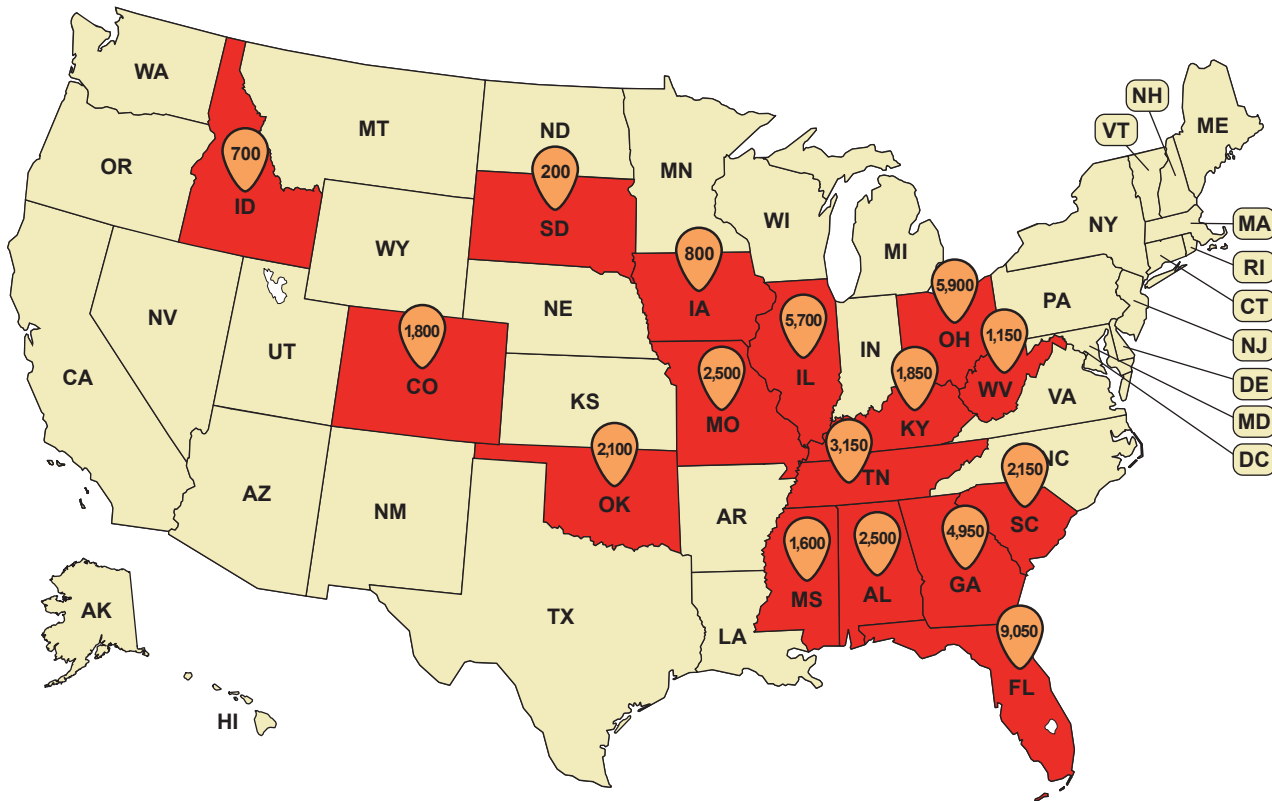 WA
MT
ND
MN
OR
700
ID
200
SD
WY
WI
MI
NY
VT
NH
ME
MA
RI
CT
NJ
DE
MD
DC
NV
UT
CA
1,800
CO
NE
800
IA
5,700
IL
IN
5,900
OH
PA
1,150
WV
VA
KS
2,500
MO
1,850
KY
3,150
TN
NC
2,150
SC
AZ
NM
2,100
OK
AR
1,600
MS
2,500
AL
4,950
GA
TX
LA
9,050
FL
AK
HI